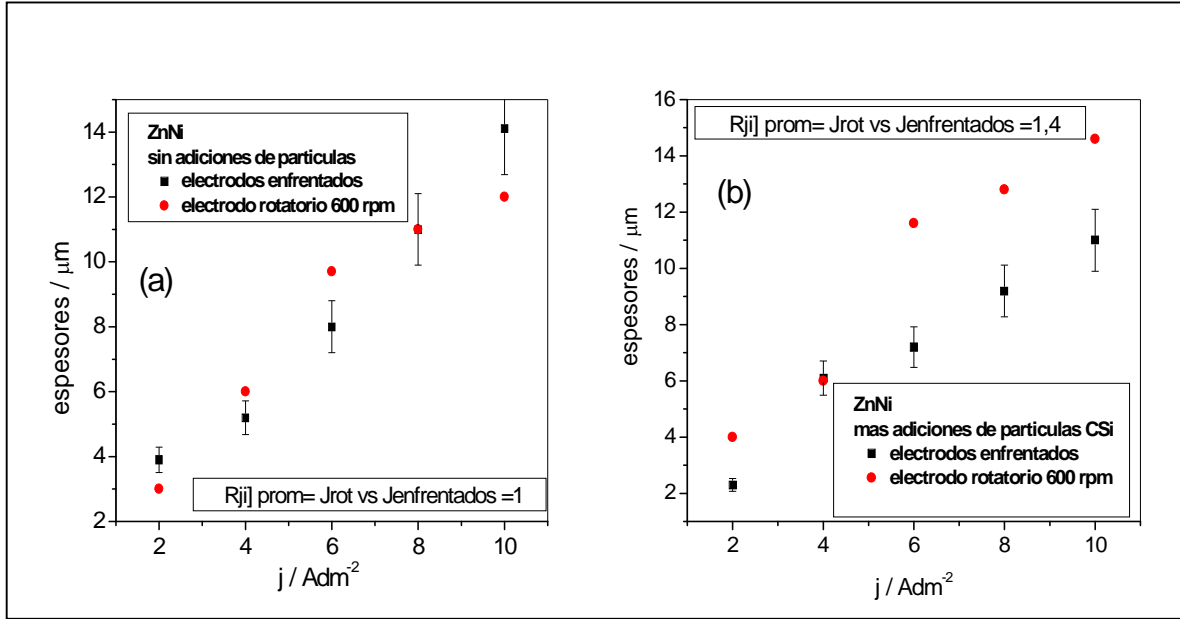 espesores / μm
14
12
10
8
6
4
2
ZnNi
sin adiciones de particulas
electrodos enfrentados
electrodo rotatorio 600 rpm
(a)
Rji] prom= Jrot vs Jenfrentados =1
2 4 6 8 10
j / Adm-2
espesores / μm
16
14
12
10
8
6
4
2
Rji] prom= Jrot vs Jenfrentados =1,4
(b)
ZnNi
mas adiciones de particulas CSi
electrodos enfrentados
electrodo rotatorio 600 rpm
2 4 6 8 10
j / Adm-2